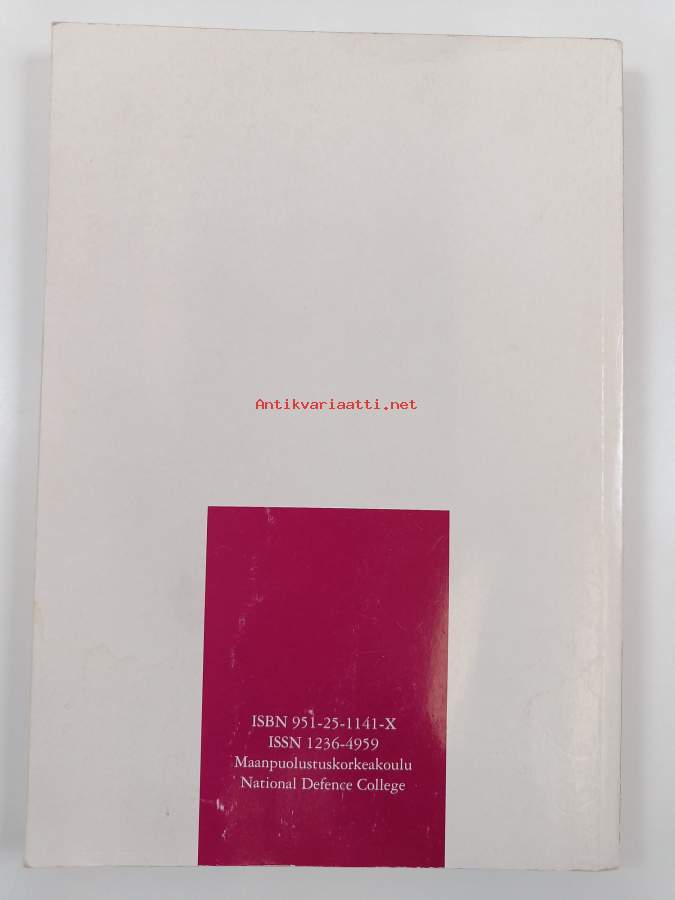 Antikvariaatti.net
ISBN 951-25-1141-X
ISSN 1236-4959
Maanpuolustuskorkeakoulu
National Defence College